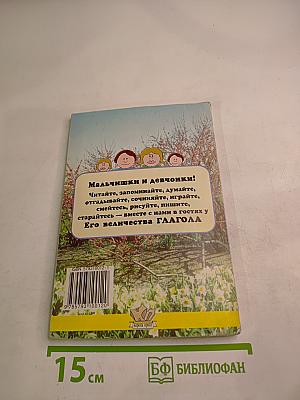 Мальчишки и девчонки!
Читайте, запоминайте, думайте,
отгадывайте, сочиняйте, играйте,
смейтесь, рисуйте, пишите,
старайтесь — вместе с нами в гостях у
Его величества ГЛАГОЛА
15 см
БФ БИБЛИОФАН